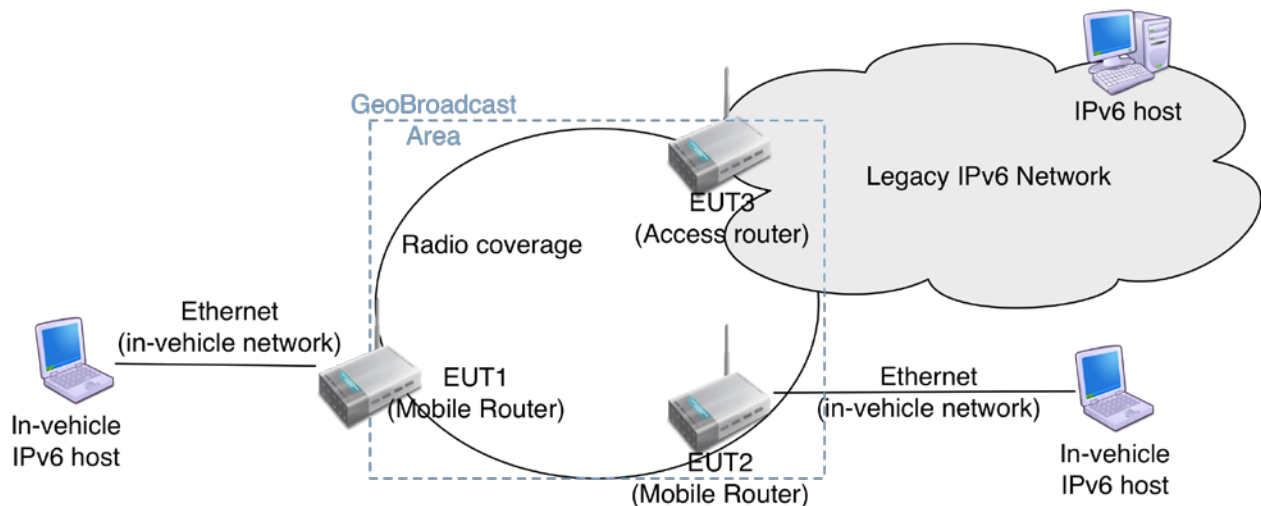 GeoBroadcast
Area
IPv6 host
Legacy IPv6 Network
EUT3
(Access router)
Radio coverage
Ethernet
(in-vehicle network)
EUT1
(Mobile Router)
In-vehicle
IPv6 host
Ethernet
(in-vehicle network)
EUT2
(Mobile Router)
In-vehicle
IPv6 host